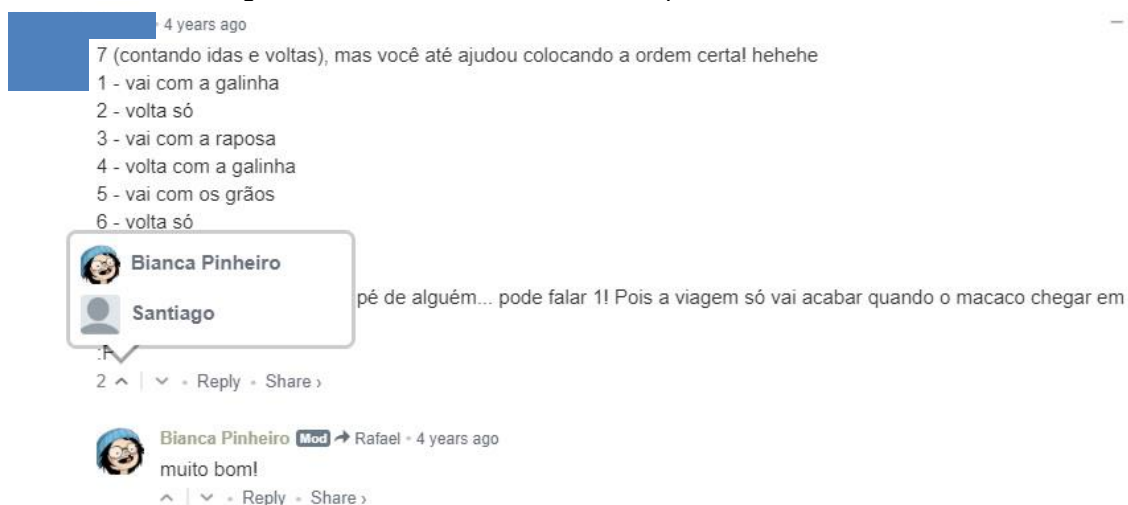 4 years ago
7 (contando idas e voltas), mas você até ajudou colocando a ordem certa! hehehe
1 - vai com a galinha
2 - volta só
3 - vai com a raposa
4 - volta com a galinha
5 - vai com os grãos
6 - volta só
Bianca Pinheiro
pé de alguém... pode falar 1! Pois a viagem só vai acabar quando o macaco chegar em
Santiago
2 • Reply • Share ›
Bianca Pinheiro Mod Rafael • 4 years ago
muito bom!
• Reply • Share ›